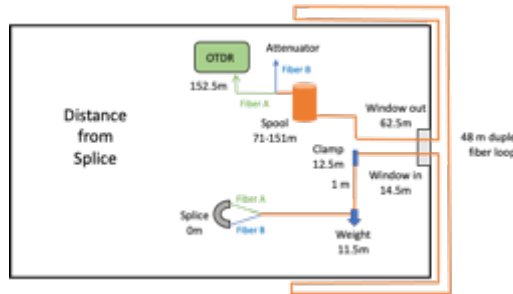 OTDR
Attenuator
Fiber B
152.5m
Fiber A
Spool
71-151m
Window out
62.5m
Distance
from
Splice
48 m duple
fiber loop
Clamp
12.5m
1 m
Window in
14.5m
Fiber A
Splice
0m
Fiber B
Weight
11.5m